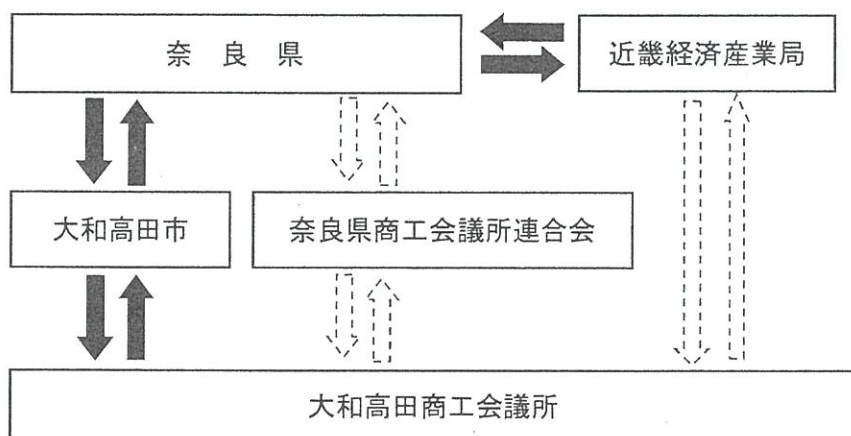 奈良県
近畿経済産業局
大和高田市
奈良県商工会議所連合会
大和高田商工会議所